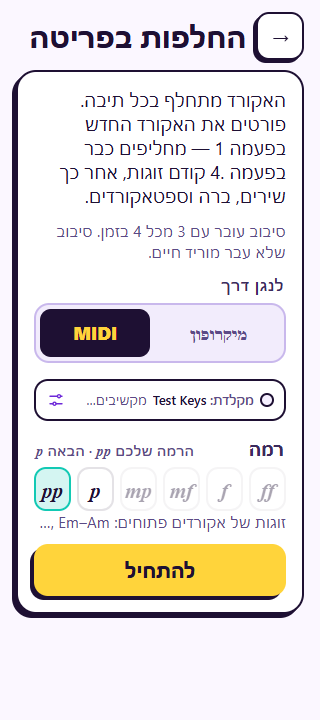 החלפות בפריטה →
האקורד מתחלף בכל תיבה.
פורטים את האקורד החדש
בפעמה 1 — מחליפים כבר
בפעמה 4. קודם זוגות, אחר כך
שירים, ברה וספטאקורדים.
סיבוב עובר עם 3 מכל 4 בזמן. סיבוב
שלא עבר מוריד חיים.
לנגן דרך
מיקרופון MIDI
מקלדת: Test Keys מקשיבים...
רמה הרמה שלכם pp · הבאה p
pp p mp mf f ff
זוגות של אקורדים פתוחים: Em–Am, ...
להתחיל